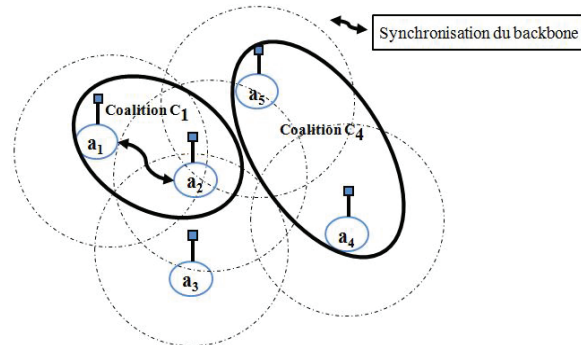 Synchronisation du backbone
a5
Coalition C1
Coalition C4
a1
a2
a4
a3